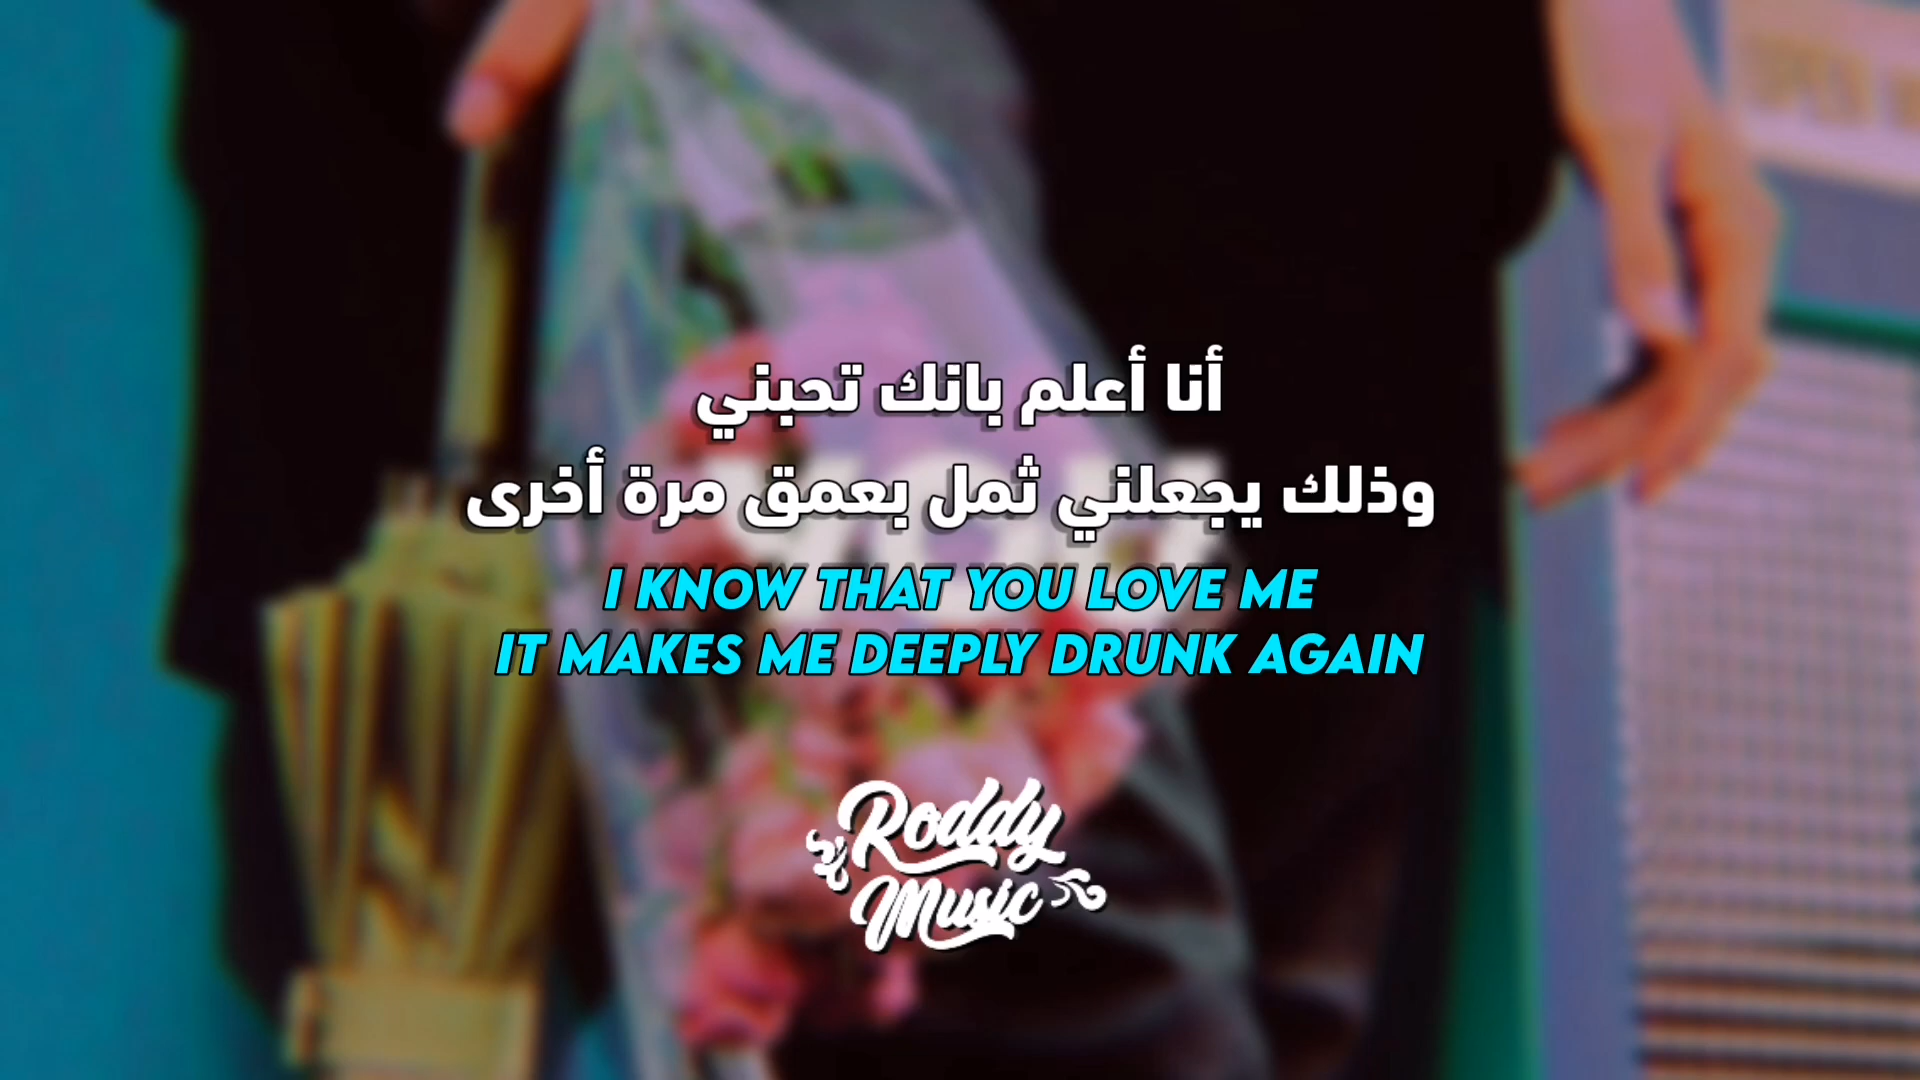 أنا أعلم بانك تحبني
وذلك يجعلني ثمل بعمق مرة أخرى
I KNOW THAT YOU LOVE ME
IT MAKES ME DEEPLY DRUNK AGAIN
Roddy
Music